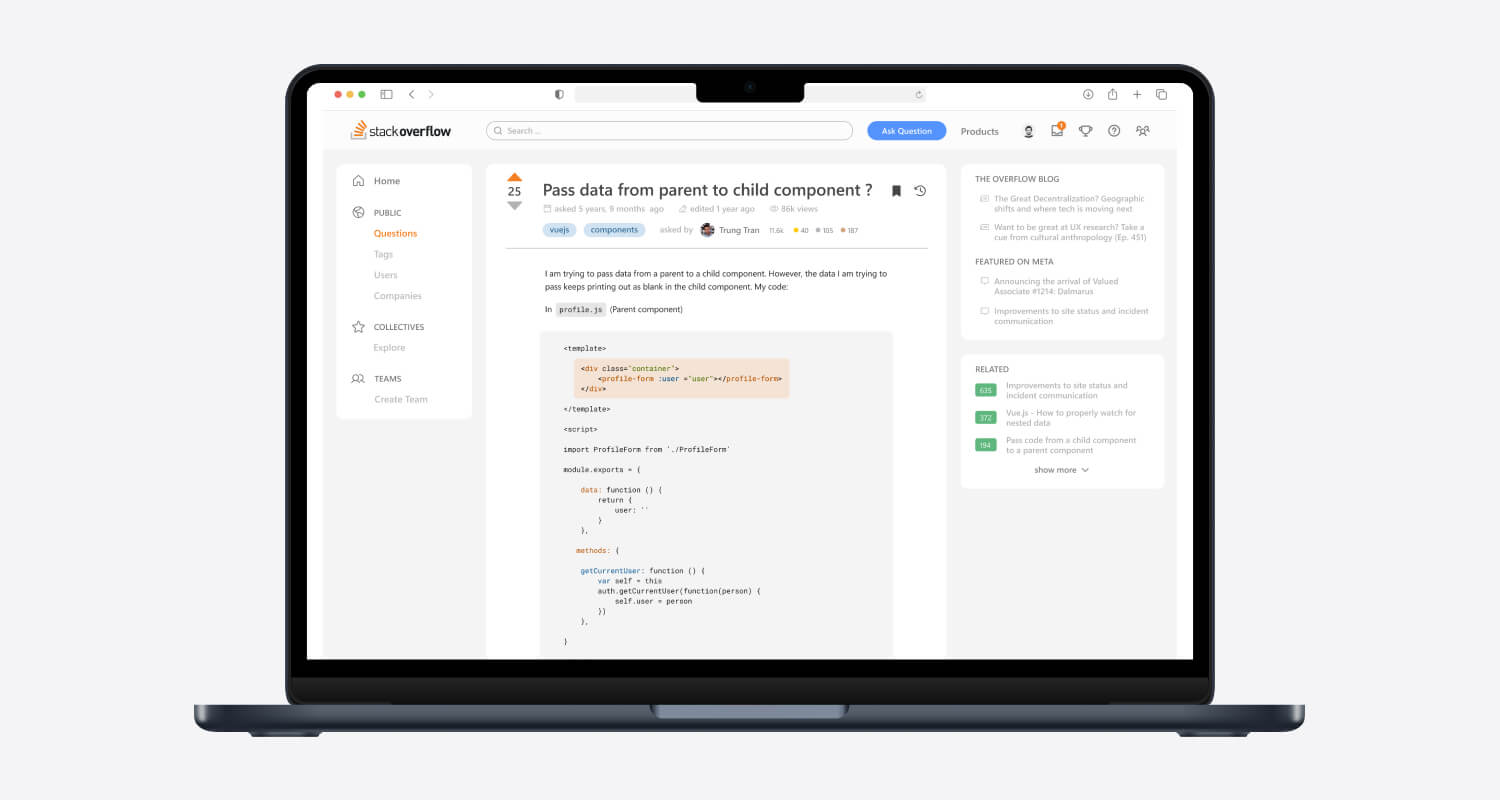 stack overflow
Search ...
Ask Question
Products
1
Home
PUBLIC
Questions
Tags
Users
Companies
COLLECTIVES
Explore
TEAMS
Create Team
25
Pass data from parent to child component ?
asked 5 years, 9 months ago edited 1 year ago 86k views
vuejs components asked by Trung Tran 11.6k 40 105 187
I am trying to pass data from a parent to a child component. However, the data I am trying to
pass keeps printing out as blank in the child component. My code:
In profile.js (Parent component)
<template>
<div class="container">
<profile-form :user ="user"></profile-form>
</div>
</template>
<script>
import ProfileForm from './ProfileForm'
module.exports = {
data: function () {
return {
user: ''
}
},
methods: {
getCurrentUser: function () {
var self = this
auth.getCurrentUser(function(person) {
self.user = person
})
},
}
THE OVERFLOW BLOG
The Great Decentralization? Geographic
shifts and where tech is moving next
Want to be great at UX research? Take a
cue from cultural anthropology (Ep. 451)
FEATURED ON META
Announcing the arrival of Valued
Associate #1214: Dalmarus
Improvements to site status and incident
communication
RELATED
635 Improvements to site status and
incident communication
372 Vue.js - How to properly watch for
nested data
194 Pass code from a child component
to a parent component
show more